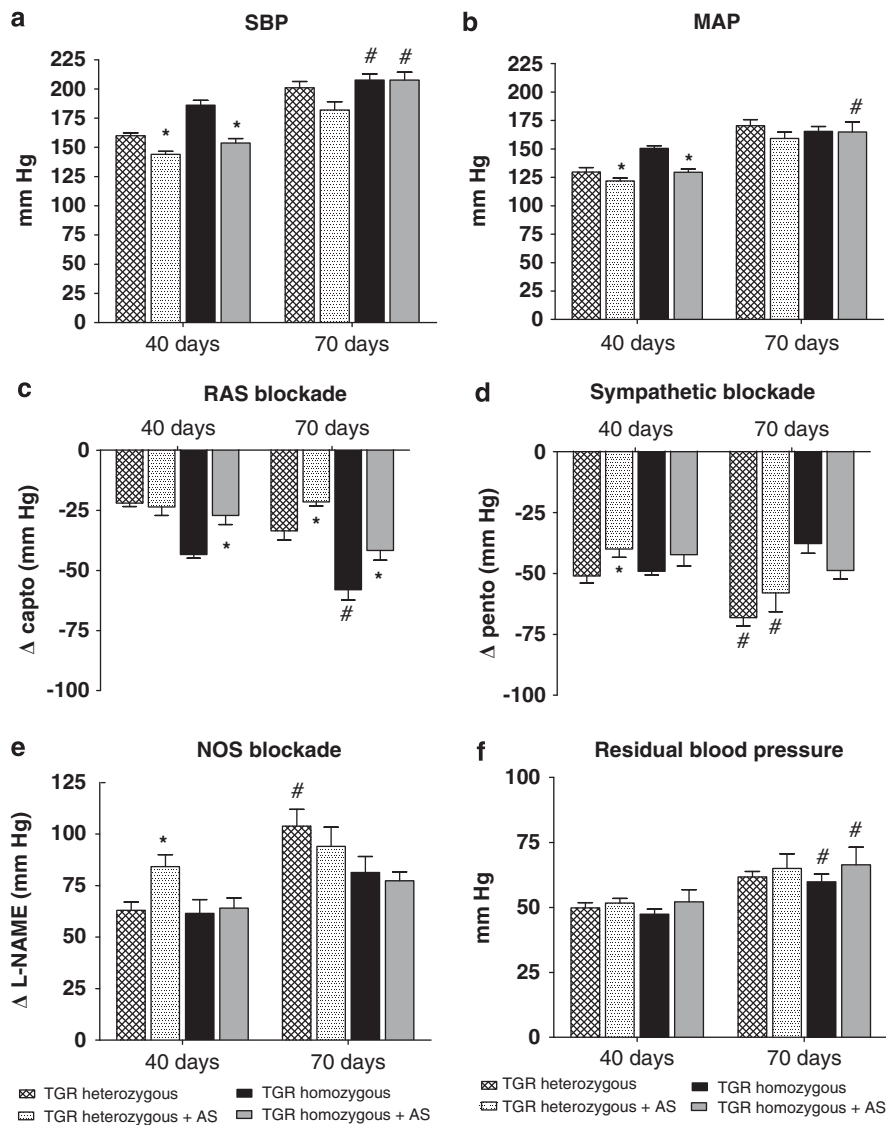 a
SBP
225
200
175
150
125
100
75
50
25
0
mm Hg
* * # #
40 days 70 days
b
MAP
225
200
175
150
125
100
75
50
25
0
mm Hg
* * #
40 days 70 days
c
RAS blockade
40 days 70 days
0
-25
-50
-75
-100
Δ capto (mm Hg)
* * # *
d
Sympathetic blockade
40 days 70 days
0
-25
-50
-75
-100
Δ pento (mm Hg)
* # #
e
NOS blockade
125
100
75
50
25
0
Δ L-NAME (mm Hg)
* #
40 days 70 days
f
Residual blood pressure
100
75
50
25
0
mm Hg
# #
40 days 70 days
TGR heterozygous TGR homozygous
TGR heterozygous + AS TGR homozygous + AS
TGR heterozygous TGR homozygous
TGR heterozygous + AS TGR homozygous + AS